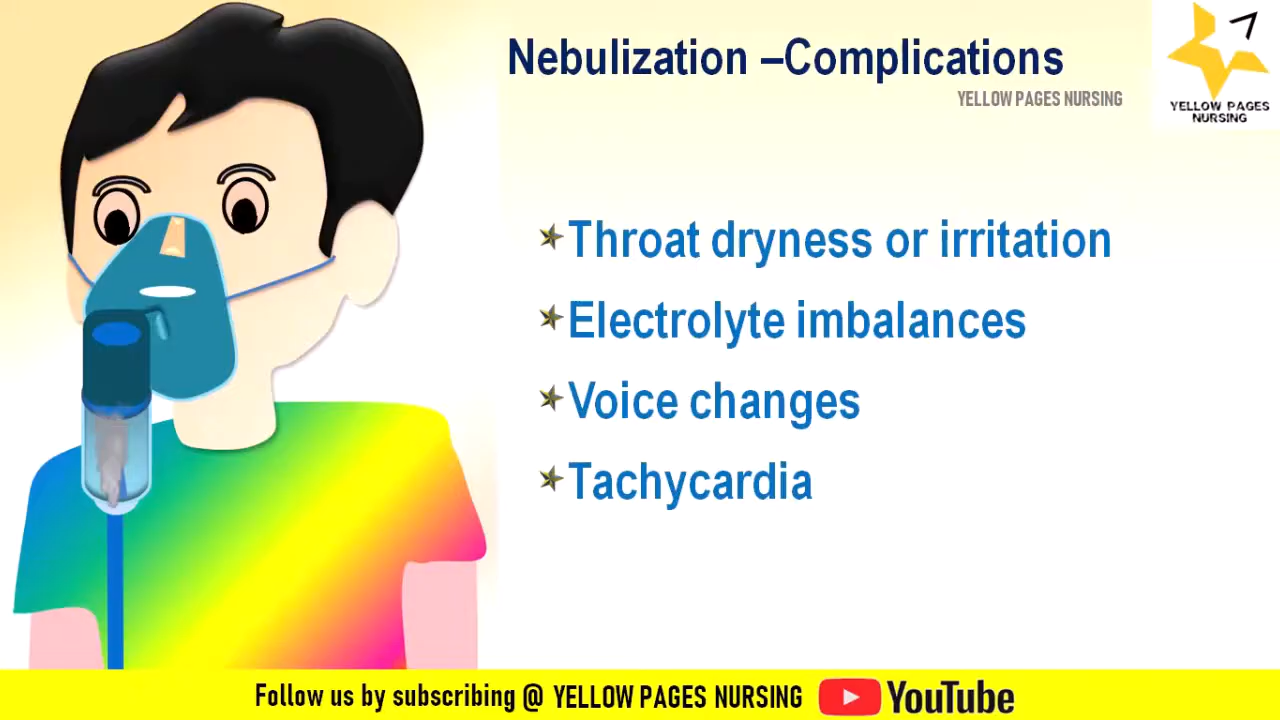 Nebulization –Complications
YELLOW PAGES NURSING
YELLOW PAGES
NURSING
Throat dryness or irritation
Electrolyte imbalances
Voice changes
Tachycardia
Follow us by subscribing @ YELLOW PAGES NURSING YouTube